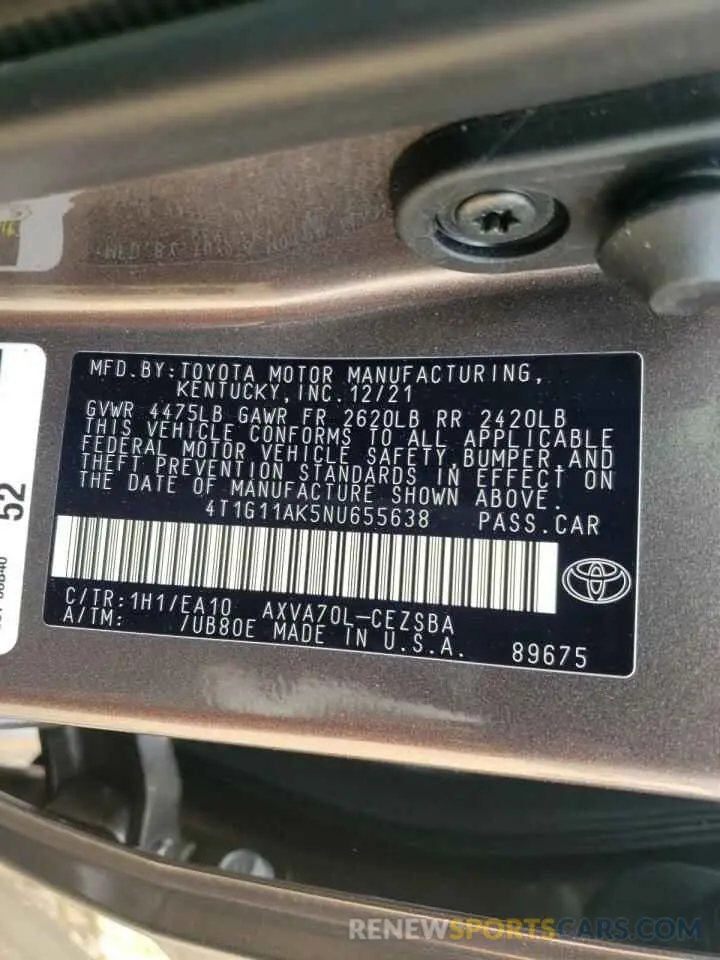 MFD.BY:TOYOTA MOTOR MANUFACTURING,
KENTUCKY,INC.12/21
GVWR 4475LB GAWR FR 2620LB RR 2420LB
THIS VEHICLE CONFORMS TO ALL APPLICABLE
FEDERAL MOTOR VEHICLE SAFETY,BUMPER,AND
THEFT PREVENTION STANDARDS IN EFFECT ON
THE DATE OF MANUFACTURE SHOWN ABOVE.
4T1G11AK5NU655638 PASS.CAR
C/TR:1H1/EA10 AXVA70L-CEZSBA
A/TM: /UB80E MADE IN U.S.A.
89675
52
RENEWSPORTSCARS.COM